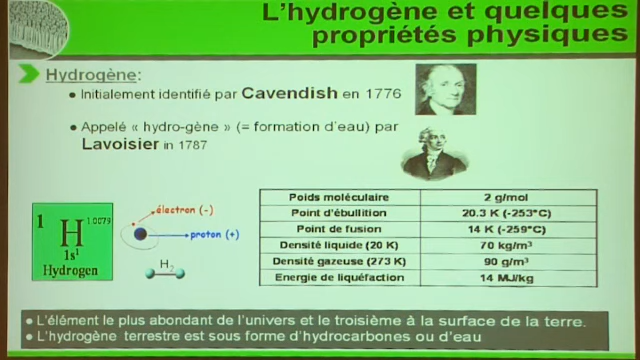 L'hydrogène et quelques
propriétés physiques
Hydrogène:
• Initialement identifié par Cavendish en 1776
• Appelé « hydro-gène » (= formation d'eau) par
Lavoisier in 1787
1
1.0079
H
1s¹
Hydrogen
électron (-)
proton (+)
H₂
Poids moléculaire 2 g/mol
Point d'ébullition 20.3 K (-253°C)
Point de fusion 14 K (-259°C)
Densité liquide (20 K) 70 kg/m³
Densité gazeuse (273 K) 90 g/m³
Energie de liquéfaction 14 MJ/kg
• L'élément le plus abondant de l'univers et le troisième à la surface de la terre.
• L'hydrogène terrestre est sous forme d'hydrocarbones ou d'eau